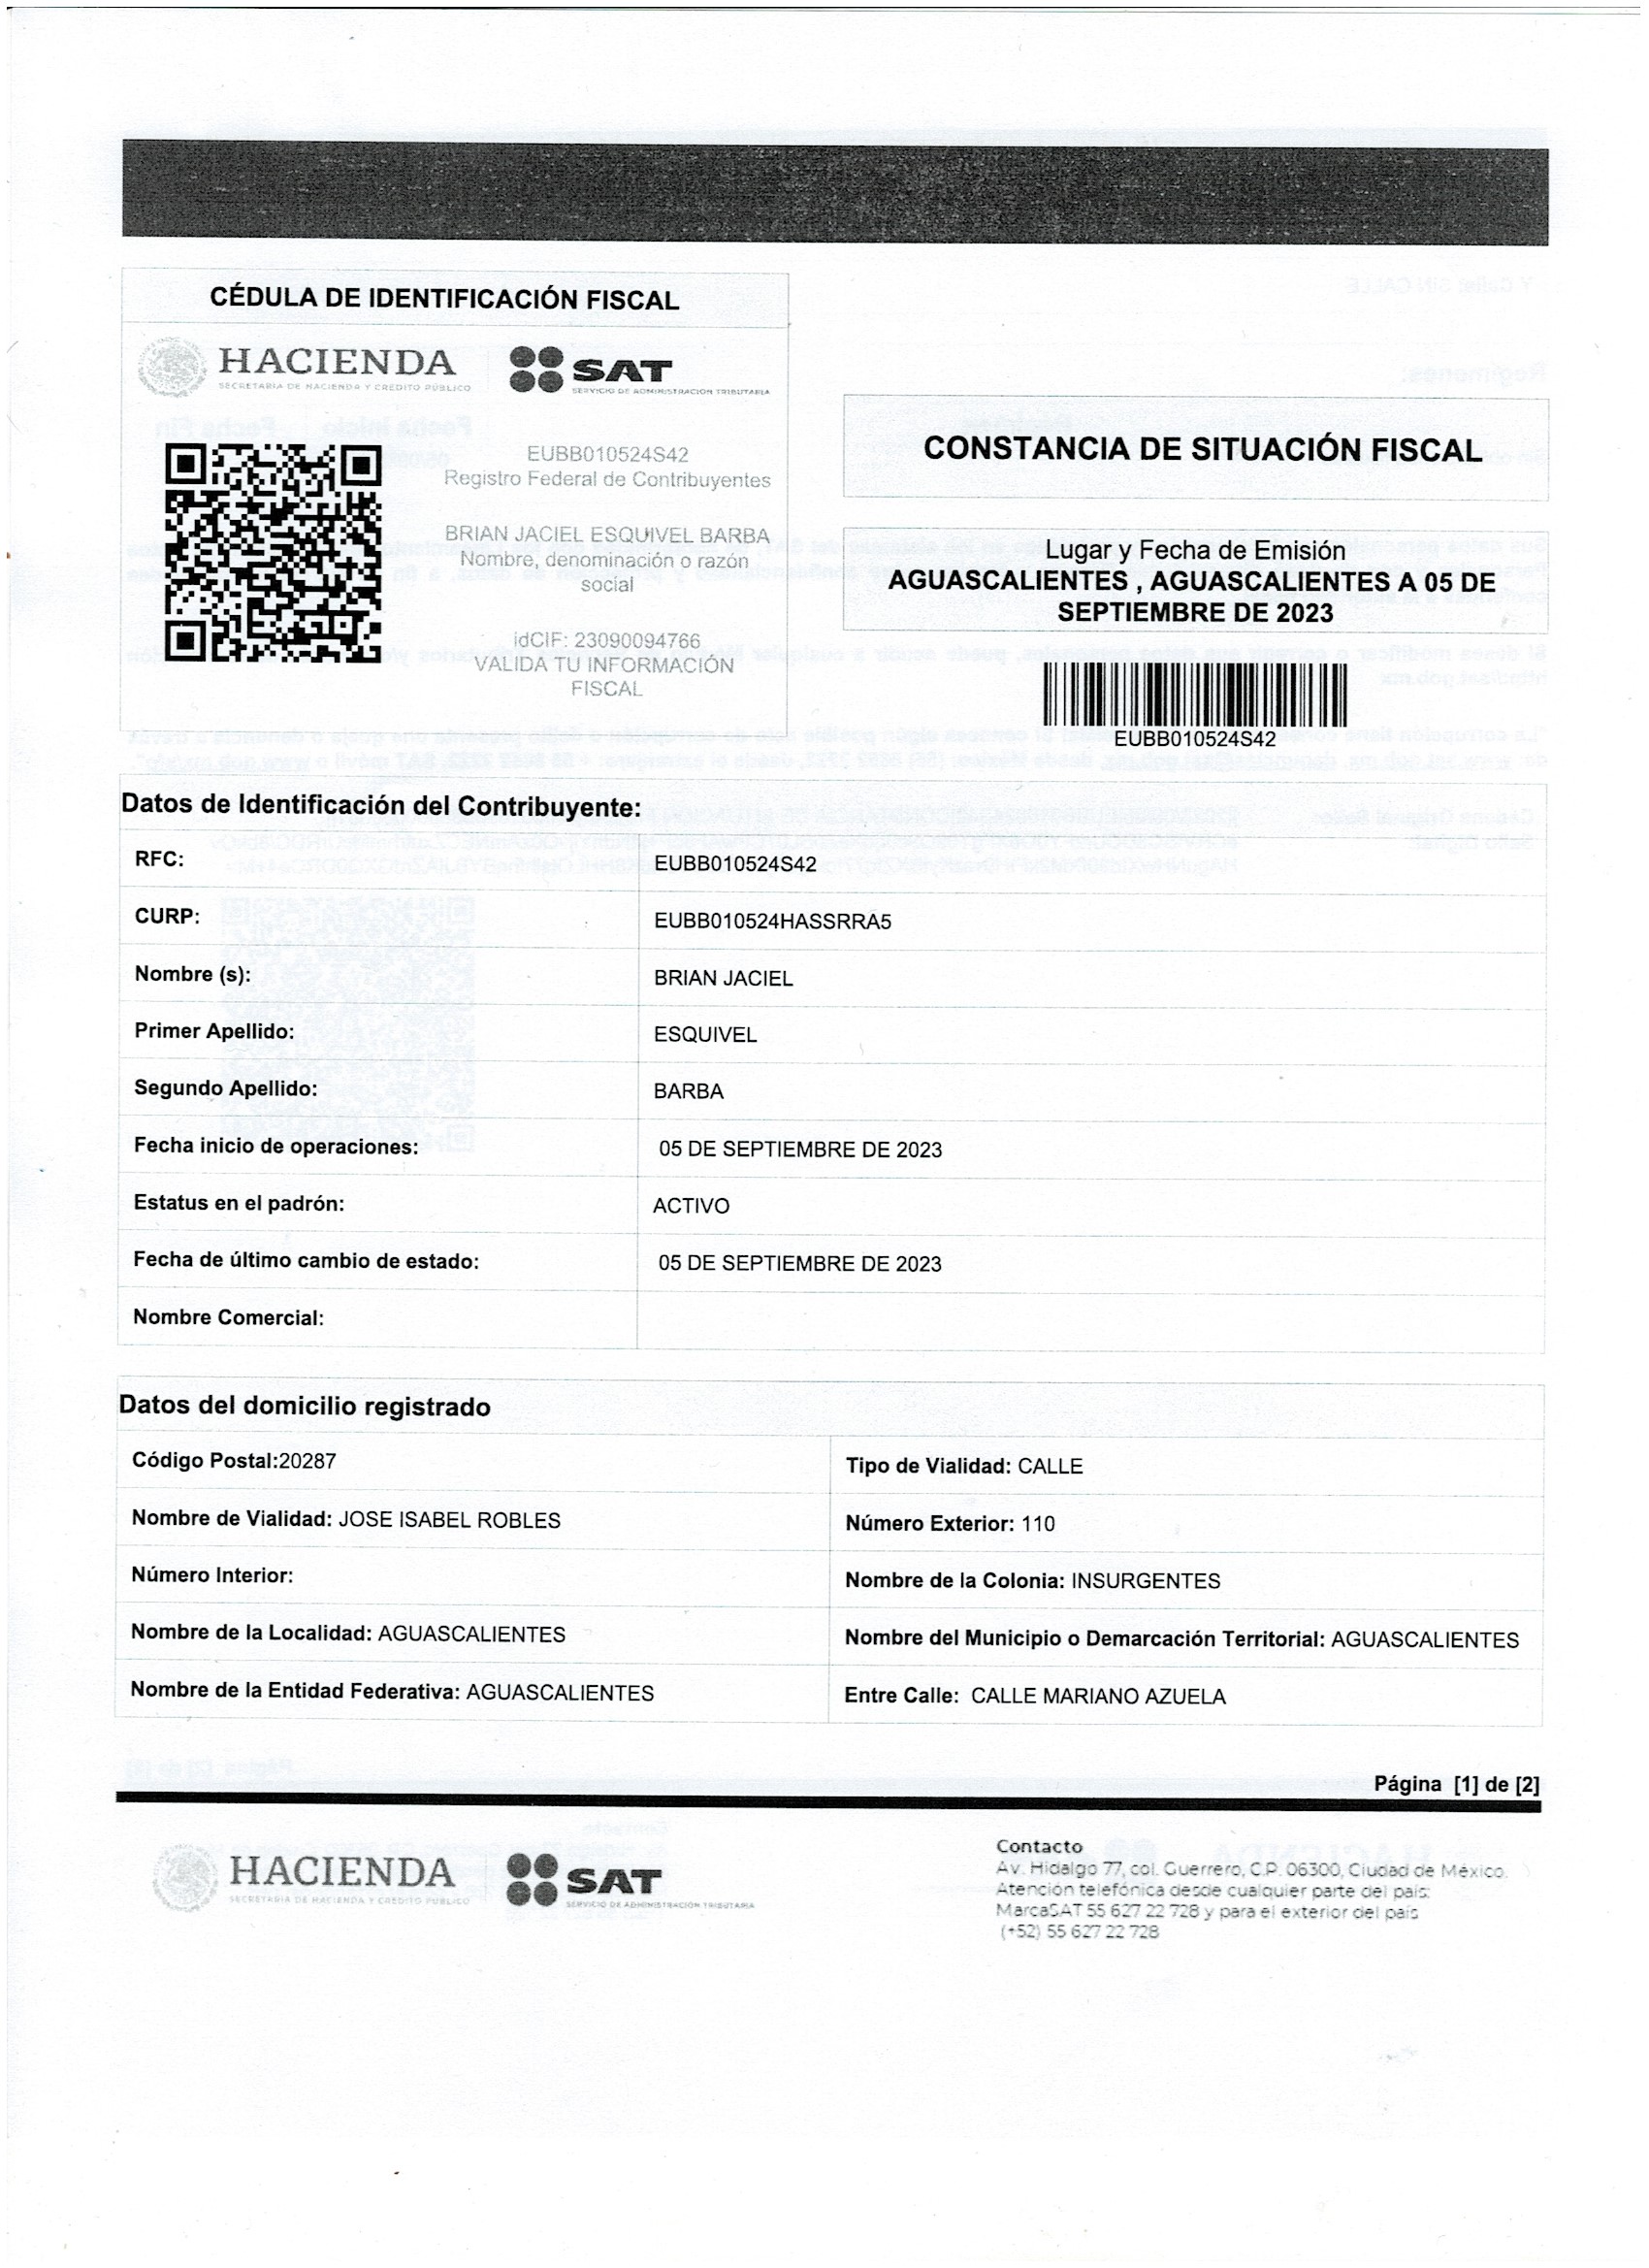 CÉDULA DE IDENTIFICACIÓN FISCAL
HACIENDA
SECRETARÍA DE HACIENDA Y CRÉDITO PÚBLICO
SAT
SERVICIO DE ADMINISTRACIÓN TRIBUTARIA
EUBB010524S42
Registro Federal de Contribuyentes
BRIAN JACIEL ESQUIVEL BARBA
Nombre, denominación o razón
social
idCIF: 23090094766
VALIDA TU INFORMACIÓN
FISCAL
CONSTANCIA DE SITUACIÓN FISCAL
Lugar y Fecha de Emisión
AGUASCALIENTES , AGUASCALIENTES A 05 DE
SEPTIEMBRE DE 2023
EUBB010524S42
Datos de Identificación del Contribuyente:
RFC: EUBB010524S42
CURP: EUBB010524HASSRRA5
Nombre (s): BRIAN JACIEL
Primer Apellido: ESQUIVEL
Segundo Apellido: BARBA
Fecha inicio de operaciones: 05 DE SEPTIEMBRE DE 2023
Estatus en el padrón: ACTIVO
Fecha de último cambio de estado: 05 DE SEPTIEMBRE DE 2023
Nombre Comercial:
Datos del domicilio registrado
Código Postal:20287 Tipo de Vialidad: CALLE
Nombre de Vialidad: JOSE ISABEL ROBLES Número Exterior: 110
Número Interior: Nombre de la Colonia: INSURGENTES
Nombre de la Localidad: AGUASCALIENTES Nombre del Municipio o Demarcación Territorial: AGUASCALIENTES
Nombre de la Entidad Federativa: AGUASCALIENTES Entre Calle: CALLE MARIANO AZUELA
Página [1] de [2]
HACIENDA
SECRETARÍA DE HACIENDA Y CRÉDITO PÚBLICO
SAT
SERVICIO DE ADMINISTRACIÓN TRIBUTARIA
Contacto
Av. Hidalgo 77, col. Guerrero, C.P. 06300, Ciudad de México.
Atención telefónica desde cualquier parte del país:
MarcaSAT 55 627 22 728 y para el exterior del país
(+52) 55 627 22 728